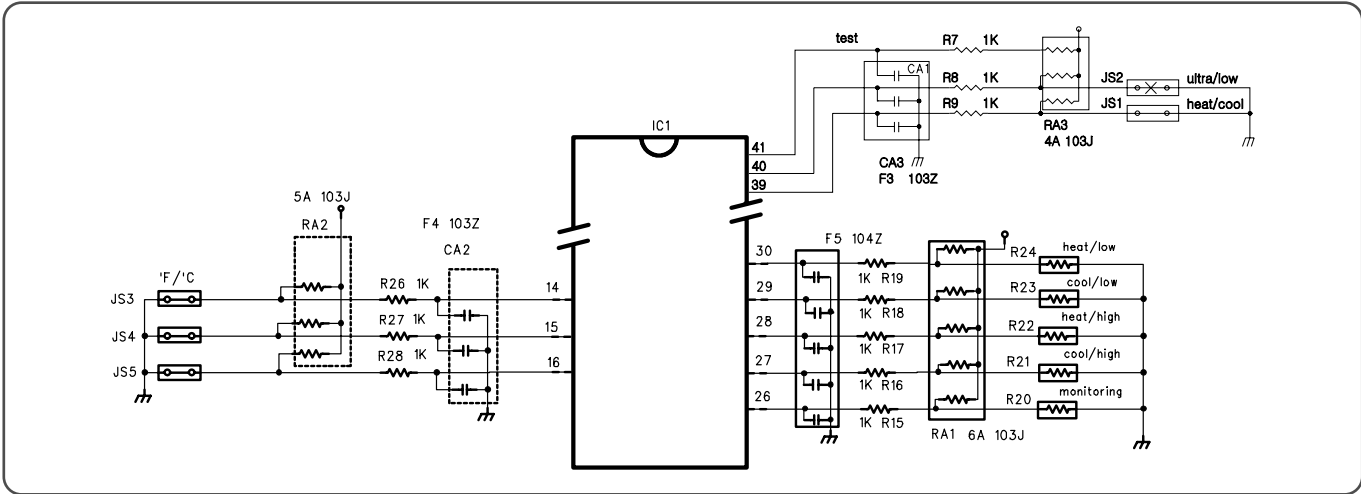 test
R7 1K
CA1
R8 1K
JS2 ultra/low
R9 1K
JS1 heat/cool
RA3
4A 103J
CA3
F3 103Z
IC1
41
40
39
5A 103J
RA2
F4 103Z
CA2
'F/'C
JS3
R26 1K
14
JS4
R27 1K
15
JS5
R28 1K
16
F5 104Z
30
1K R19
R24 heat/low
29
1K R18
R23 cool/low
28
1K R17
R22 heat/high
27
1K R16
R21 cool/high
26
1K R15
R20 monitoring
RA1 6A 103J